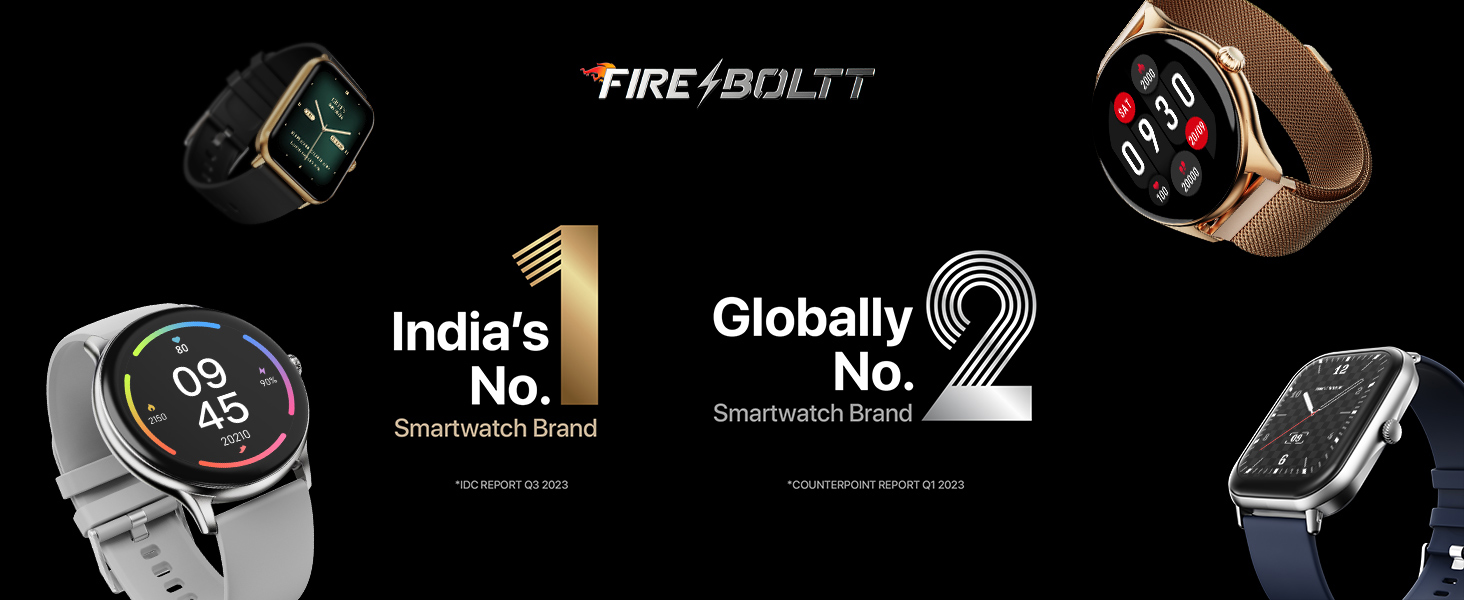 FIRE BOLTT
SAT
2000
0930
20/09
100
20000
India's
No.1
Smartwatch Brand
*IDC REPORT Q3 2023
Globally
No.2
Smartwatch Brand
*COUNTERPOINT REPORT Q1 2023
80
09
45
90%
2150
20210
12
09
6